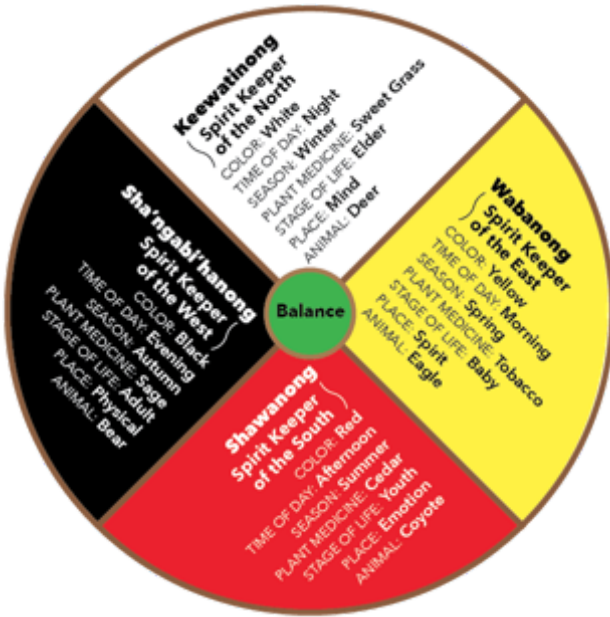 Keewatinong
Spirit Keeper
of the North
COLOR: White
TIME OF DAY: Night
SEASON: Winter
PLANT MEDICINE: Sweet Grass
STAGE OF LIFE: Elder
PLACE: Mind
ANIMAL: Deer
Wabanong
Spirit Keeper
of the East
COLOR: Yellow
TIME OF DAY: Morning
SEASON: Spring
PLANT MEDICINE: Tobacco
STAGE OF LIFE: Baby
PLACE: Spirit
ANIMAL: Eagle
Sha'ngabi'hanong
Spirit Keeper
of the West
COLOR: Black
TIME OF DAY: Evening
SEASON: Autumn
PLANT MEDICINE: Sage
STAGE OF LIFE: Adult
PLACE: Physical
ANIMAL: Bear
Balance
Shawanong
Spirit Keeper
of the South
COLOR: Red
TIME OF DAY: Afternoon
SEASON: Summer
PLANT MEDICINE: Cedar
STAGE OF LIFE: Youth
PLACE: Emotion
ANIMAL: Coyote